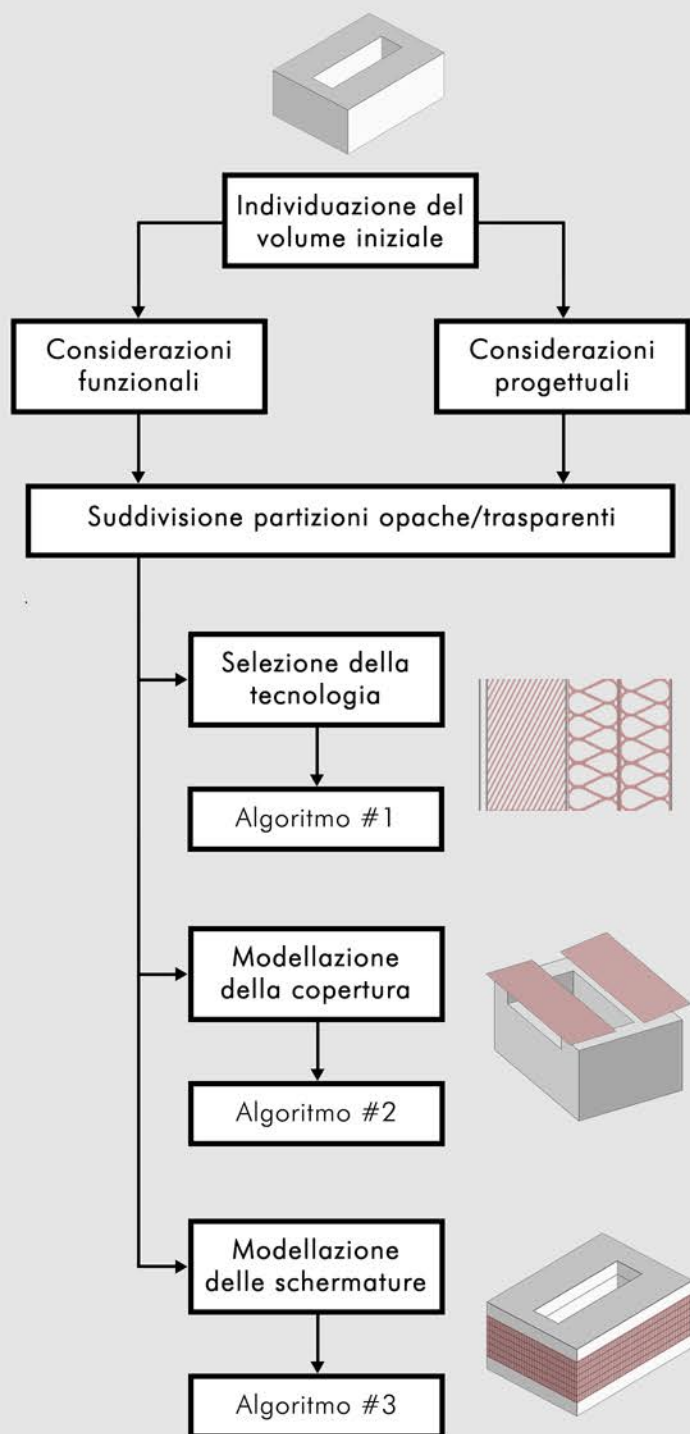 Individuazione del
volume iniziale
Considerazioni
funzionali
Considerazioni
progettuali
Suddivisione partizioni opache/trasparenti
Selezione della
tecnologia
Algoritmo #1
Modellazione
della copertura
Algoritmo #2
Modellazione
delle schermature
Algoritmo #3